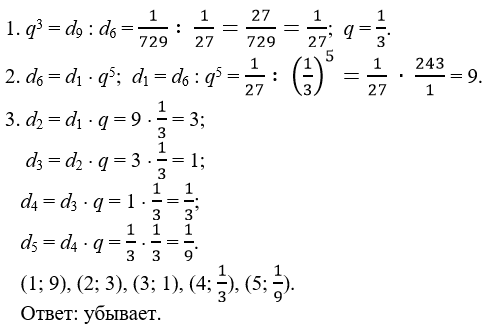 1. q³ = d₉ : d₆ = 1/729 : 1/27 = 27/729 = 1/27; q = 1/3.
2. d₆ = d₁ · q⁵; d₁ = d₆ : q⁵ = 1/27 : (1/3)⁵ = 1/27 · 243/1 = 9.
3. d₂ = d₁ · q = 9 · 1/3 = 3;
d₃ = d₂ · q = 3 · 1/3 = 1;
d₄ = d₃ · q = 1 · 1/3 = 1/3;
d₅ = d₄ · q = 1/3 · 1/3 = 1/9.
(1; 9), (2; 3), (3; 1), (4; 1/3), (5; 1/9).
Ответ: убывает.